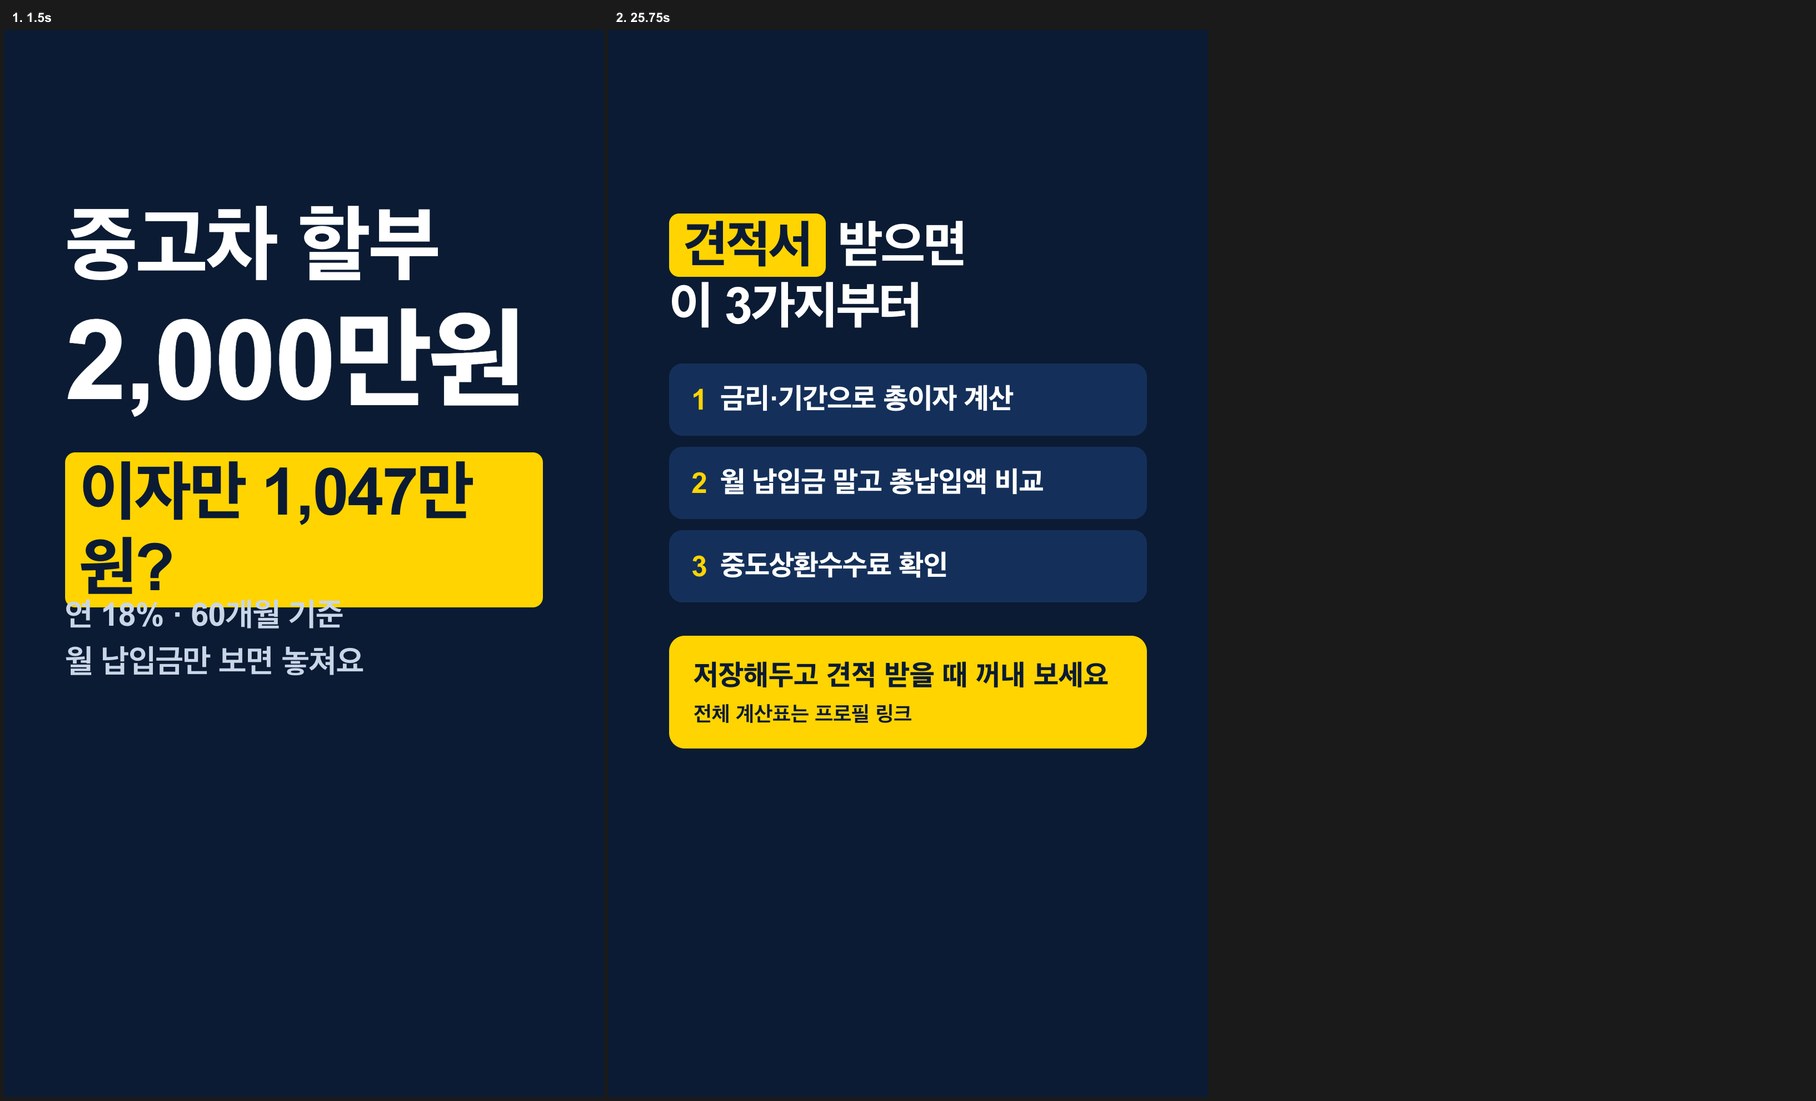 1. 1.5s
중고차 할부
2,000만원
이자만 1,047만
원?
연 18% · 60개월 기준
월 납입금만 보면 놓쳐요
2. 25.75s
견적서 받으면
이 3가지부터
1 금리·기간으로 총이자 계산
2 월 납입금 말고 총납입액 비교
3 중도상환수수료 확인
저장해두고 견적 받을 때 꺼내 보세요
전체 계산표는 프로필 링크